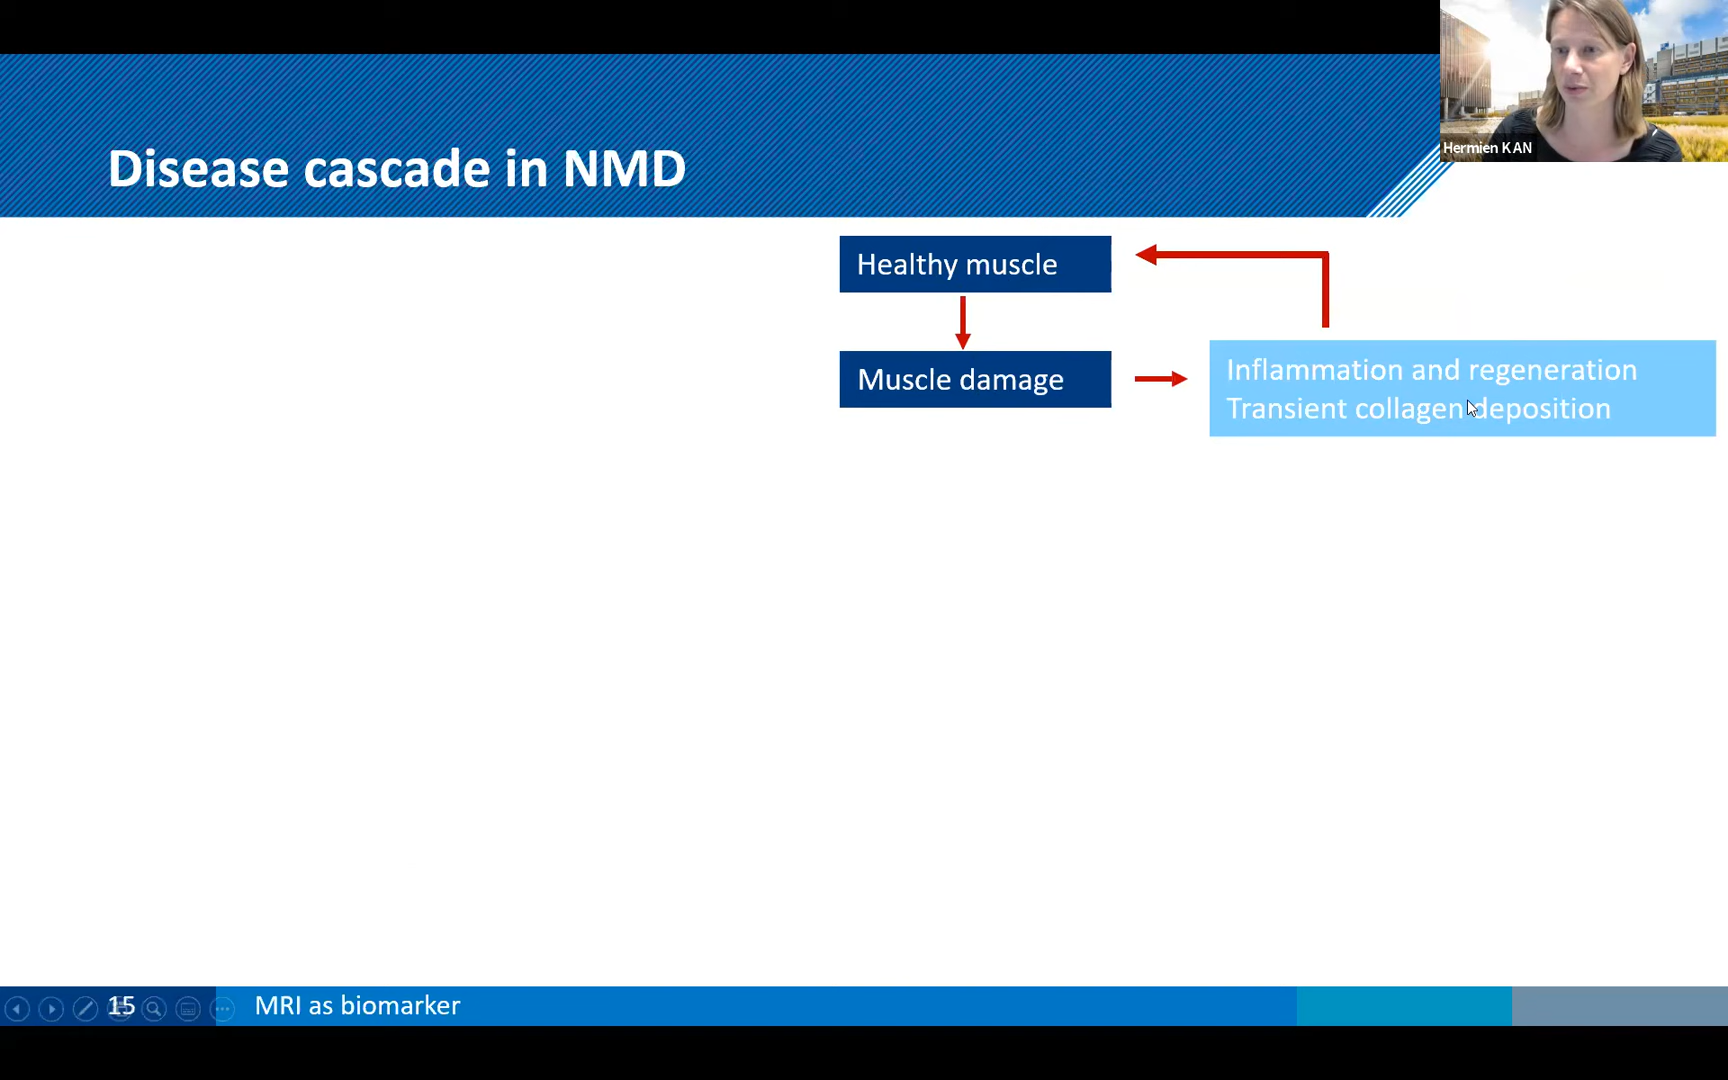 Hermien KAN
Disease cascade in NMD
Healthy muscle
Muscle damage
Inflammation and regeneration
Transient collagen deposition
15
MRI as biomarker